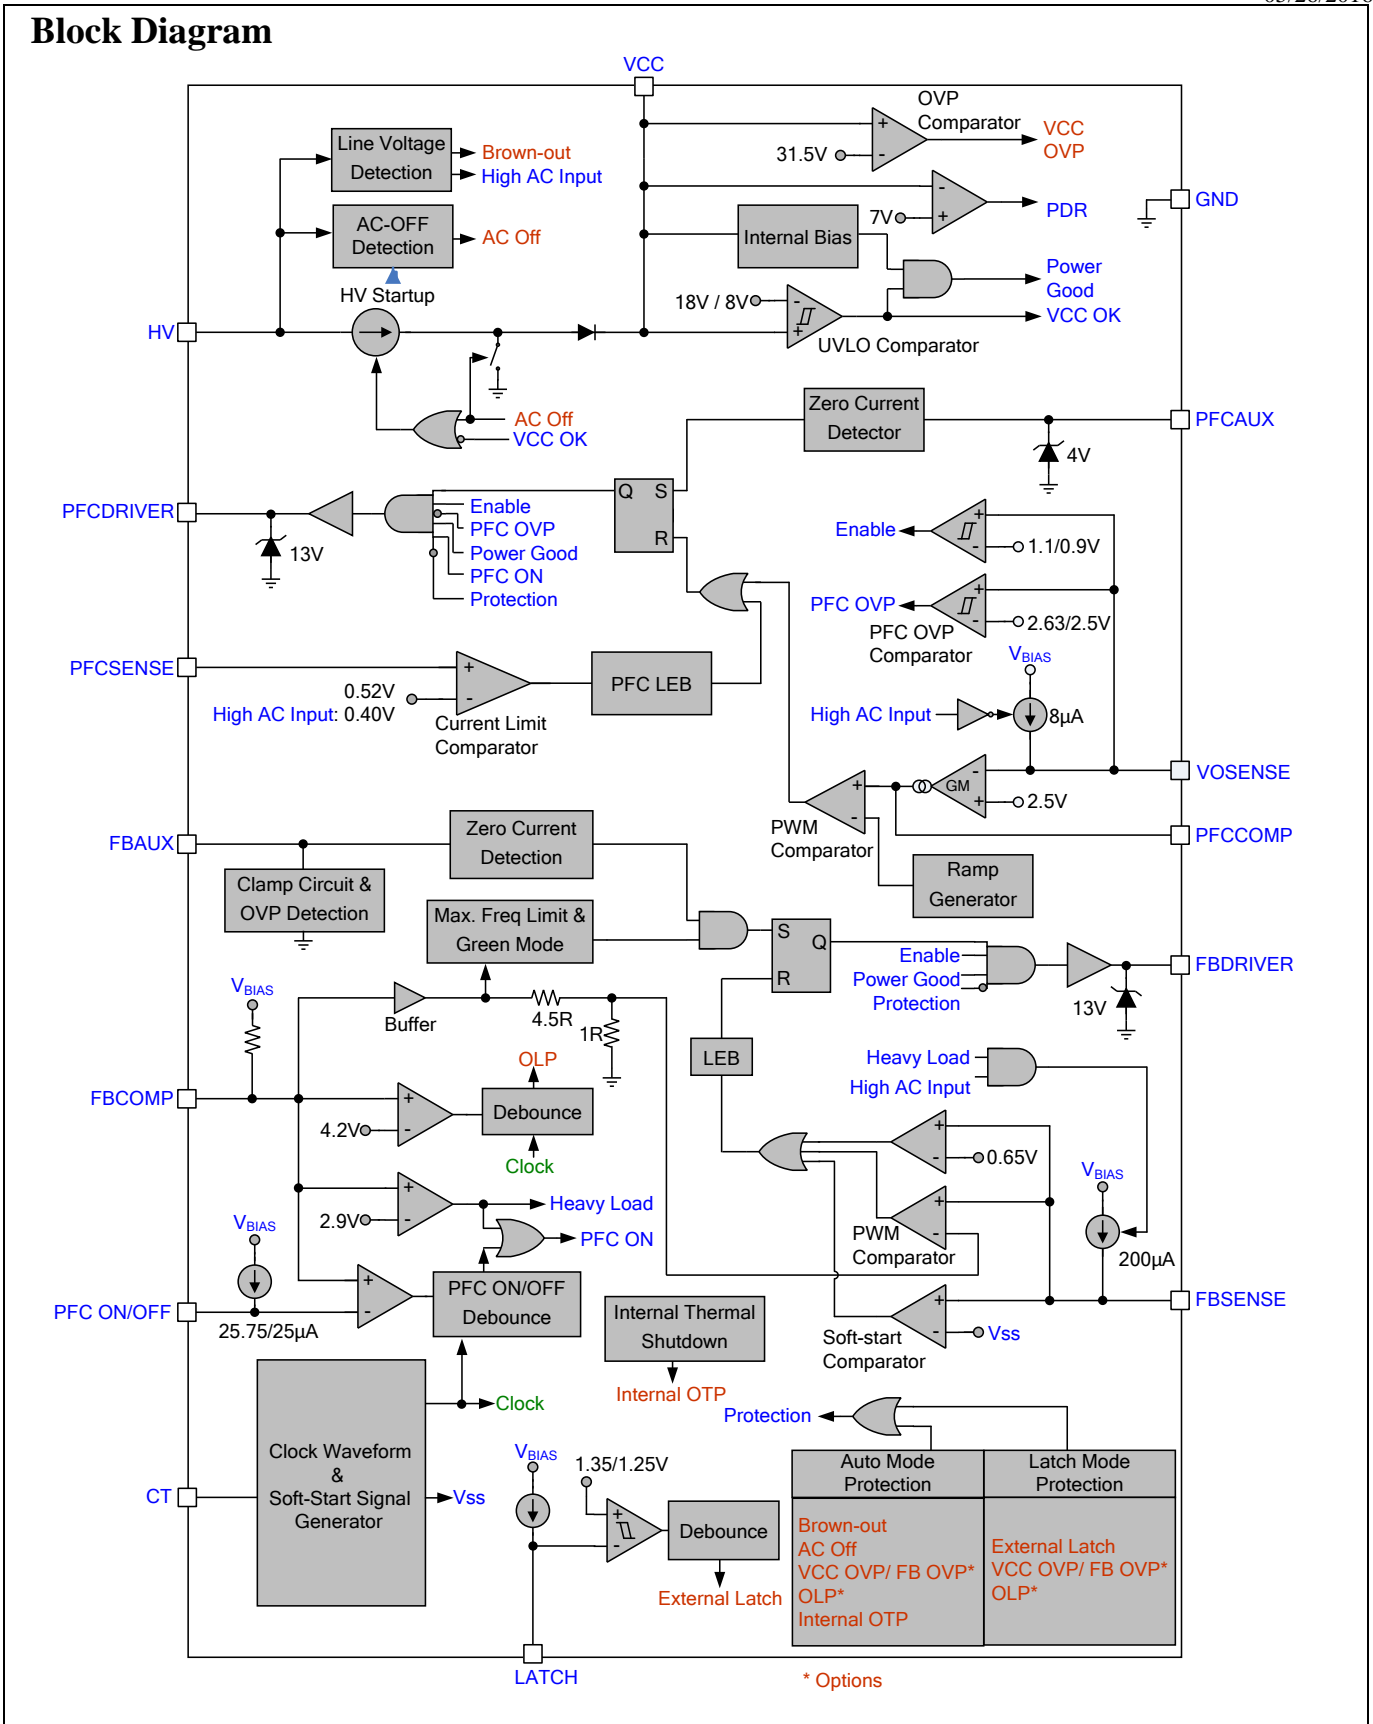 Block Diagram
VCC
OVP
Comparator
VCC
OVP
31.5V
+
-
Line Voltage
Detection
Brown-out
High AC Input
AC-OFF
Detection
AC Off
-
+
7V
PDR
GND
Internal Bias
Power
Good
HV Startup
18V / 8V
-
+
VCC OK
UVLO Comparator
HV
AC Off
VCC OK
Zero Current
Detector
PFCAUX
4V
PFCDRIVER
13V
Enable
PFC OVP
Power Good
PFC ON
Protection
Q
S
R
Enable
+
-
1.1/0.9V
PFC OVP
+
-
2.63/2.5V
PFC OVP
Comparator
PFCSENSE
+
-
0.52V
High AC Input: 0.40V
Current Limit
Comparator
PFC LEB
VBIAS
High AC Input
8µA
VOSENSE
GM
-
+
2.5V
+
-
PWM
Comparator
PFCCOMP
Ramp
Generator
FBAUX
Zero Current
Detection
Clamp Circuit &
OVP Detection
Max. Freq Limit &
Green Mode
S
Q
R
Enable
Power Good
Protection
FBDRIVER
13V
VBIAS
Buffer
4.5R
1R
LEB
Heavy Load
High AC Input
OLP
FBCOMP
+
-
4.2V
Debounce
Clock
+
-
0.65V
VBIAS
+
-
2.9V
Heavy Load
PFC ON
+
-
PWM
Comparator
200µA
VBIAS
+
-
PFC ON/OFF
Debounce
PFC ON/OFF
25.75/25µA
Internal Thermal
Shutdown
Internal OTP
+
-
Vss
Soft-start
Comparator
FBSENSE
Clock
Protection
Clock Waveform
&
Soft-Start Signal
Generator
Vss
CT
VBIAS
1.35/1.25V
+
-
Debounce
External Latch
Auto Mode
Protection
Latch Mode
Protection
Brown-out
AC Off
VCC OVP/ FB OVP*
OLP*
Internal OTP
External Latch
VCC OVP/ FB OVP*
OLP*
LATCH
* Options